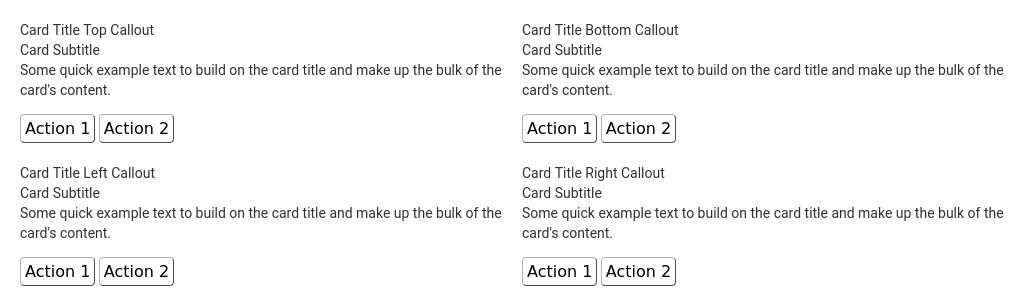 Card Title Top Callout
Card Subtitle
Some quick example text to build on the card title and make up the bulk of the
card's content.
Action 1 Action 2
Card Title Bottom Callout
Card Subtitle
Some quick example text to build on the card title and make up the bulk of the
card's content.
Action 1 Action 2
Card Title Left Callout
Card Subtitle
Some quick example text to build on the card title and make up the bulk of the
card's content.
Action 1 Action 2
Card Title Right Callout
Card Subtitle
Some quick example text to build on the card title and make up the bulk of the
card's content.
Action 1 Action 2